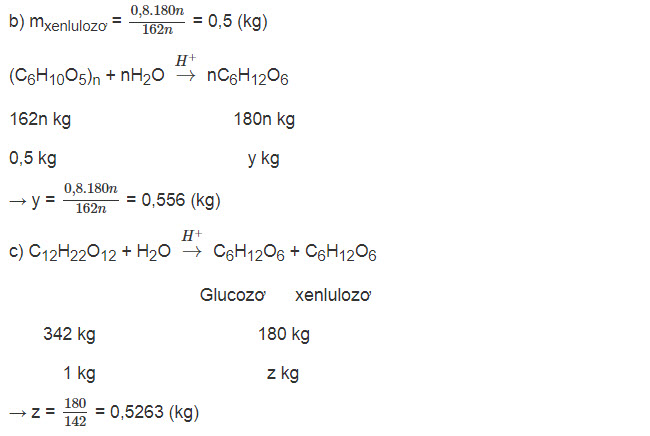 b) mxenlulozơ = 0,8.180n/162n = 0,5 (kg)
(C6H10O5)n + nH2O H+→ nC6H12O6
162n kg 180n kg
0,5 kg y kg
→ y = 0,8.180n/162n = 0,556 (kg)
c) C12H22O12 + H2O H+→ C6H12O6 + C6H12O6
Glucozơ xenlulozơ
342 kg 180 kg
1 kg z kg
→ z = 180/142 = 0,5263 (kg)